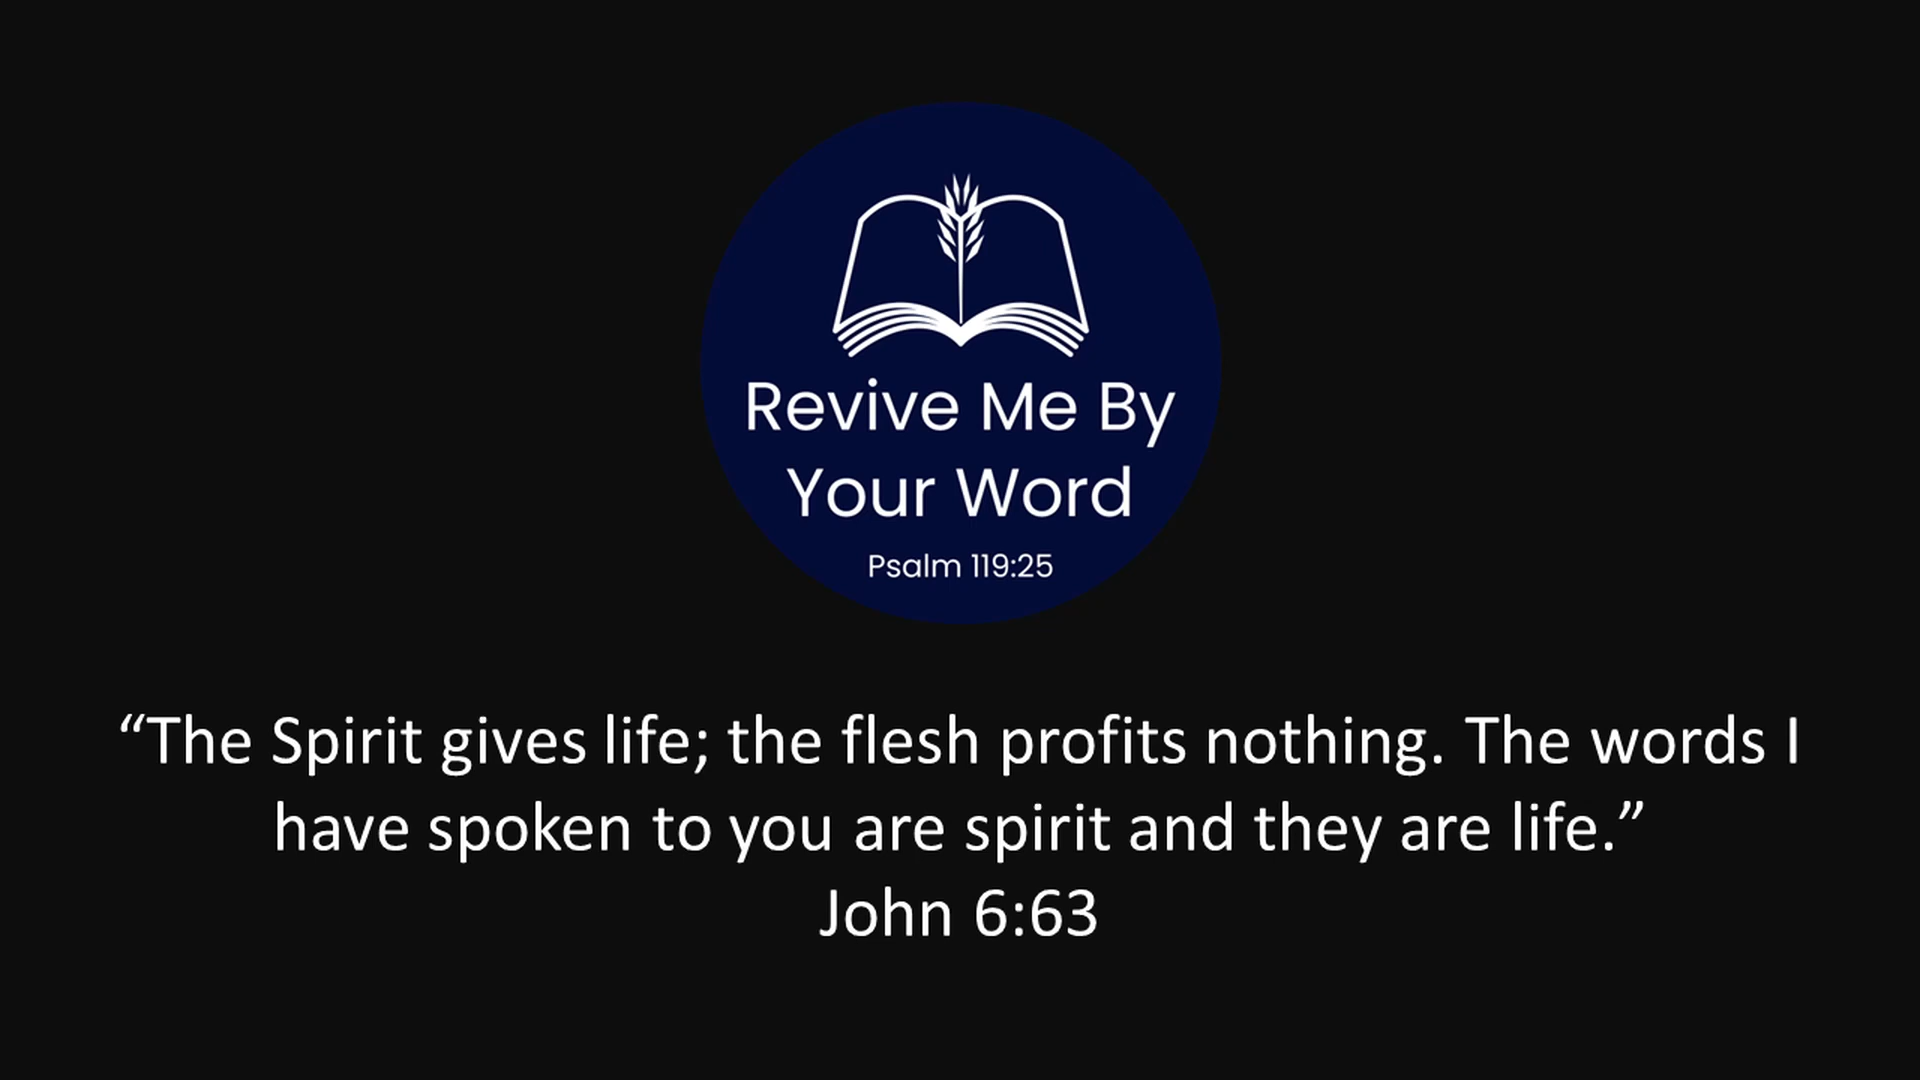 Revive Me By
Your Word
Psalm 119:25
“The Spirit gives life; the flesh profits nothing. The words I
have spoken to you are spirit and they are life.”
John 6:63